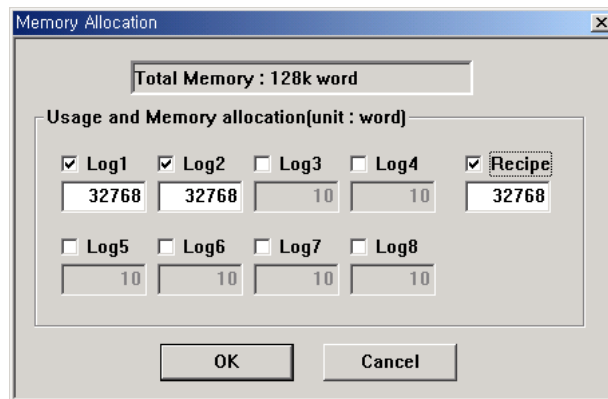 Memory Allocation
Total Memory : 128k word
Usage and Memory allocation(unit : word)
Log1 Log2 Log3 Log4 Recipe
32768 32768 10 10 32768
Log5 Log6 Log7 Log8
10 10 10 10
OK Cancel